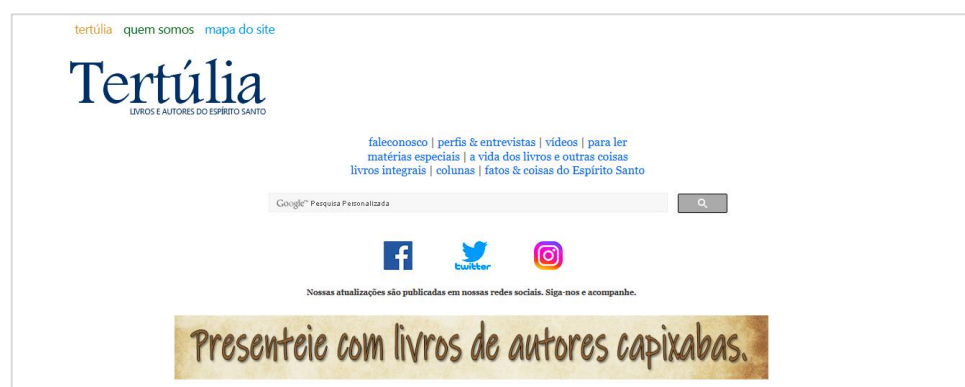 tertúlia quem somos mapa do site
Tertúlia
LIVROS E AUTORES DO ESPÍRITO SANTO
faleconosco | perfis & entrevistas | vídeos | para ler
matérias especiais | a vida dos livros e outras coisas
livros integrais | colunas | fatos & coisas do Espírito Santo
Google™ Pesquisa Personalizada
twitter
Nossas atualizações são publicadas em nossas redes sociais. Siga-nos e acompanhe.
Presenteie com livros de autores capixabas.